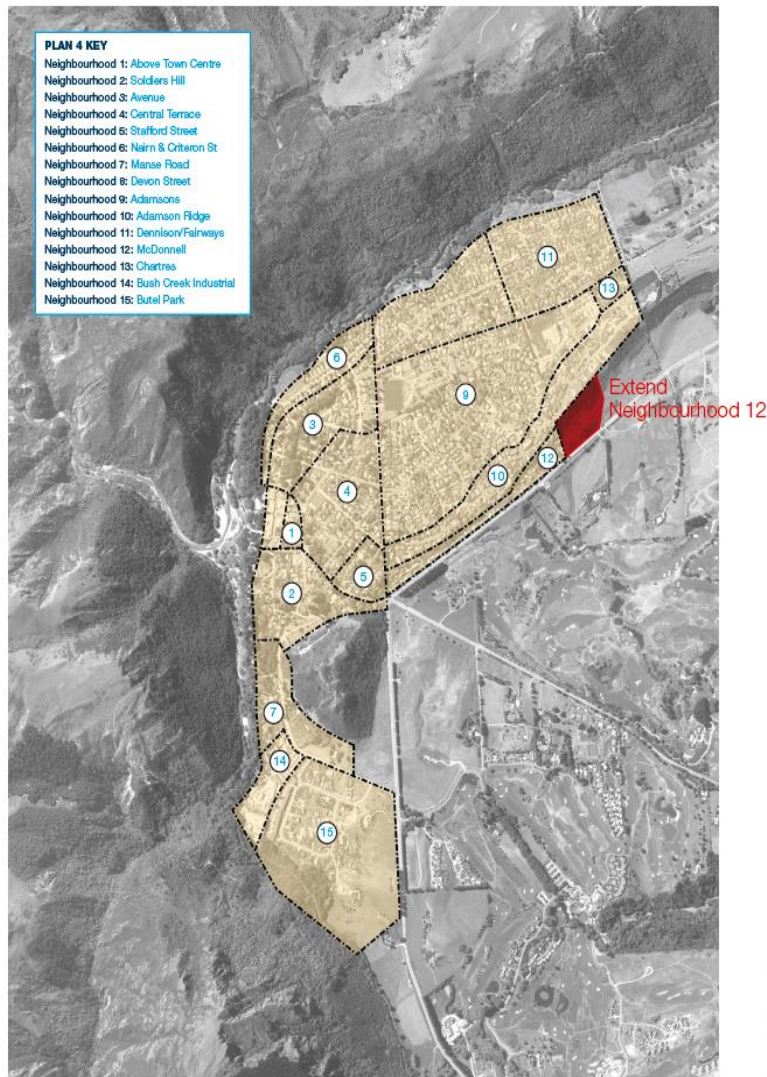 PLAN 4 KEY
Neighbourhood 1: Above Town Centre
Neighbourhood 2: Soldiers Hill
Neighbourhood 3: Avenue
Neighbourhood 4: Central Terrace
Neighbourhood 5: Stafford Street
Neighbourhood 6: Nairn & Criteron St
Neighbourhood 7: Manse Road
Neighbourhood 8: Devon Street
Neighbourhood 9: Adamsons
Neighbourhood 10: Adamson Ridge
Neighbourhood 11: Dennison/Fairways
Neighbourhood 12: McDonnell
Neighbourhood 13: Chartres
Neighbourhood 14: Bush Creek Industrial
Neighbourhood 15: Butel Park
11
13
6
Extend
Neighbourhood 12
9
3
12
10
4
1
5
2
7
14
15